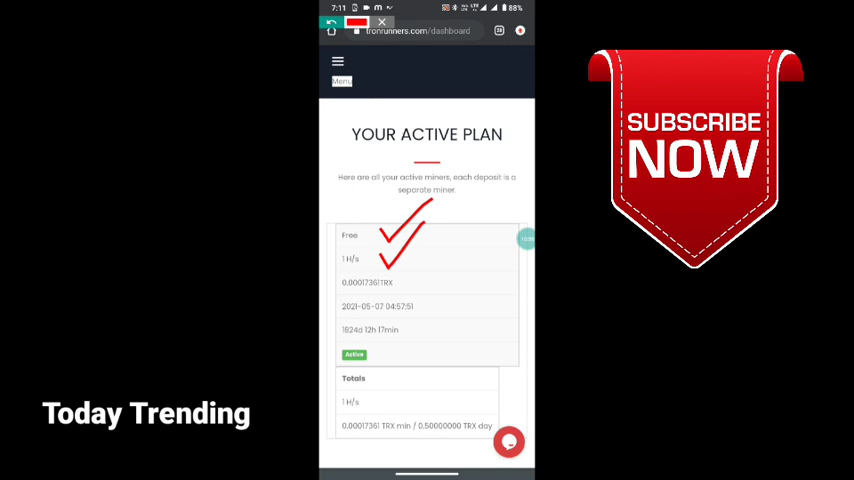 7:11
88%
tronrunners.com/dashboard
28
Menu
YOUR ACTIVE PLAN
Here are all your active miners, each deposit is a
separate miner.
Free
1 H/s
0.00017361TRX
2021-05-07 04:57:51
1824d 12h 17min
Active
Totals
1 H/s
0.00017361 TRX min / 0.50000000 TRX day
SUBSCRIBE
NOW
Today Trending